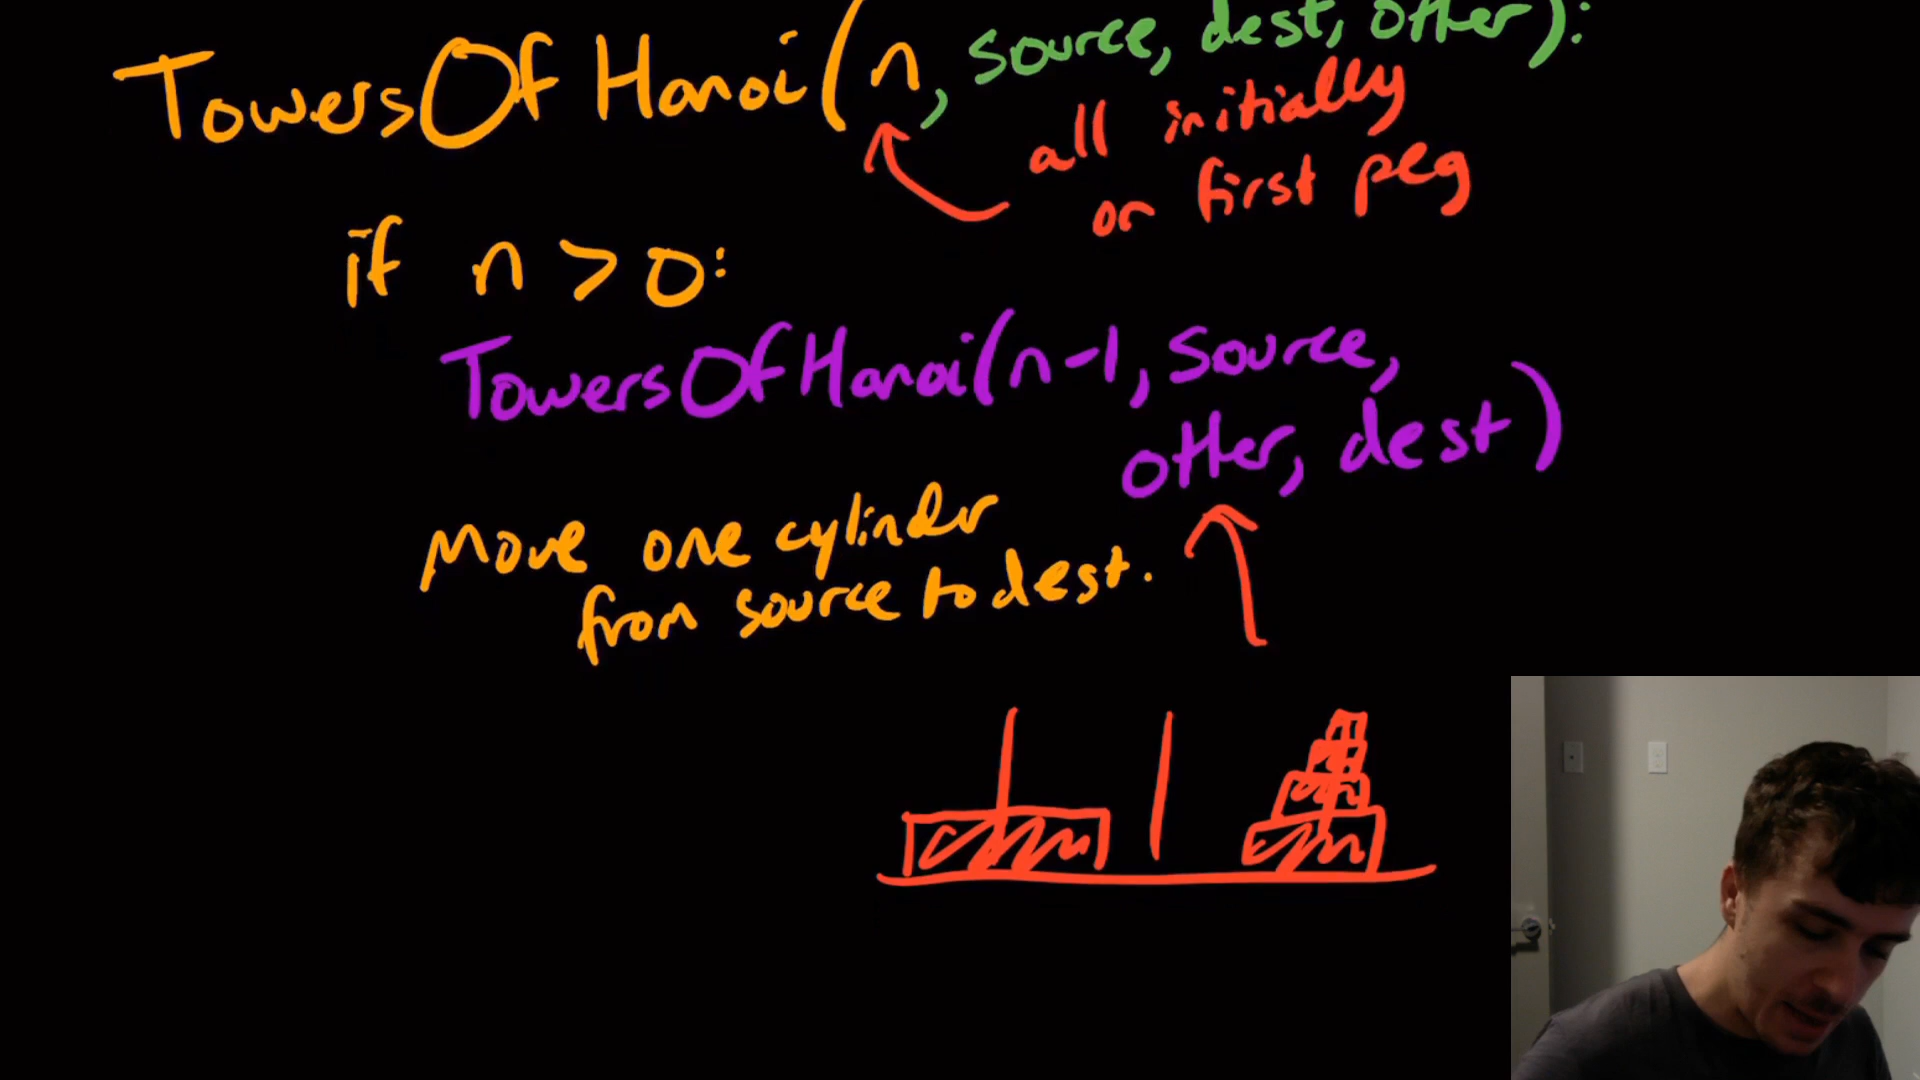 TowersOfHanoi(n, source, dest, other):
all initially
on first peg
if n > 0:
TowersOfHanoi(n-1, source,
other, dest)
Move one cylinder
from source to dest.